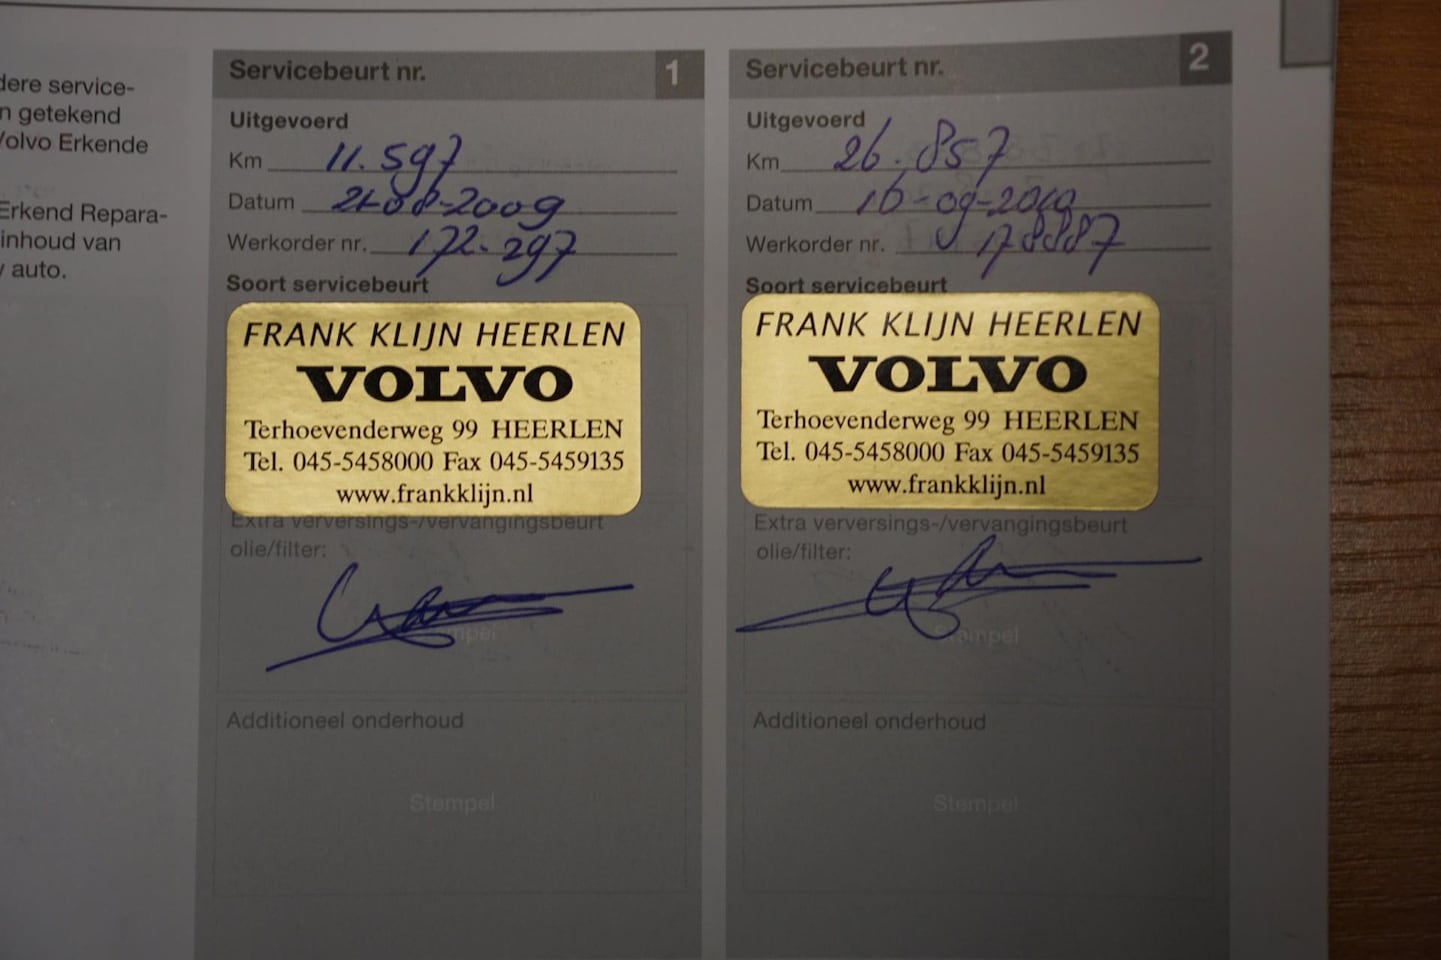 dere service-
n getekend
Volvo Erkende
Erkend Repara-
inhoud van
auto.
Servicebeurt nr. 1
Uitgevoerd
Km 11.597
Datum 21-08-2009
Werkorder nr. 172.297
Soort servicebeurt
FRANK KLIJN HEERLEN
VOLVO
Terhoevenderweg 99 HEERLEN
Tel. 045-5458000 Fax 045-5459135
www.frankklijn.nl
Extra verversings-/vervangingsbeurt
olie/filter:
Stempel
Additioneel onderhoud
Stempel
Servicebeurt nr. 2
Uitgevoerd
Km 26.857
Datum 16-09-2010
Werkorder nr. 178887
Soort servicebeurt
FRANK KLIJN HEERLEN
VOLVO
Terhoevenderweg 99 HEERLEN
Tel. 045-5458000 Fax 045-5459135
www.frankklijn.nl
Extra verversings-/vervangingsbeurt
olie/filter:
Stempel
Additioneel onderhoud
Stempel